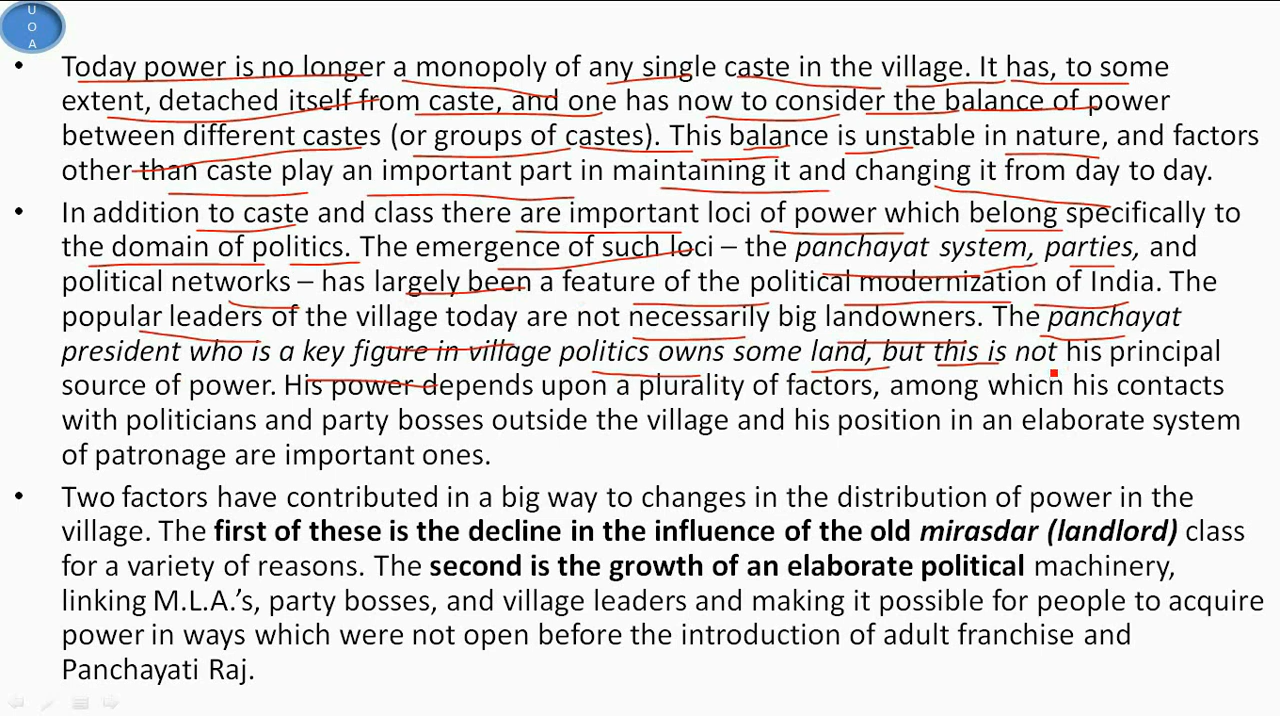 U
O
A
• Today power is no longer a monopoly of any single caste in the village. It has, to some
extent, detached itself from caste, and one has now to consider the balance of power
between different castes (or groups of castes). This balance is unstable in nature, and factors
other than caste play an important part in maintaining it and changing it from day to day.
• In addition to caste and class there are important loci of power which belong specifically to
the domain of politics. The emergence of such loci – the panchayat system, parties, and
political networks – has largely been a feature of the political modernization of India. The
popular leaders of the village today are not necessarily big landowners. The panchayat
president who is a key figure in village politics owns some land, but this is not his principal
source of power. His power depends upon a plurality of factors, among which his contacts
with politicians and party bosses outside the village and his position in an elaborate system
of patronage are important ones.
• Two factors have contributed in a big way to changes in the distribution of power in the
village. The first of these is the decline in the influence of the old mirasdar (landlord) class
for a variety of reasons. The second is the growth of an elaborate political machinery,
linking M.L.A.’s, party bosses, and village leaders and making it possible for people to acquire
power in ways which were not open before the introduction of adult franchise and
Panchayati Raj.